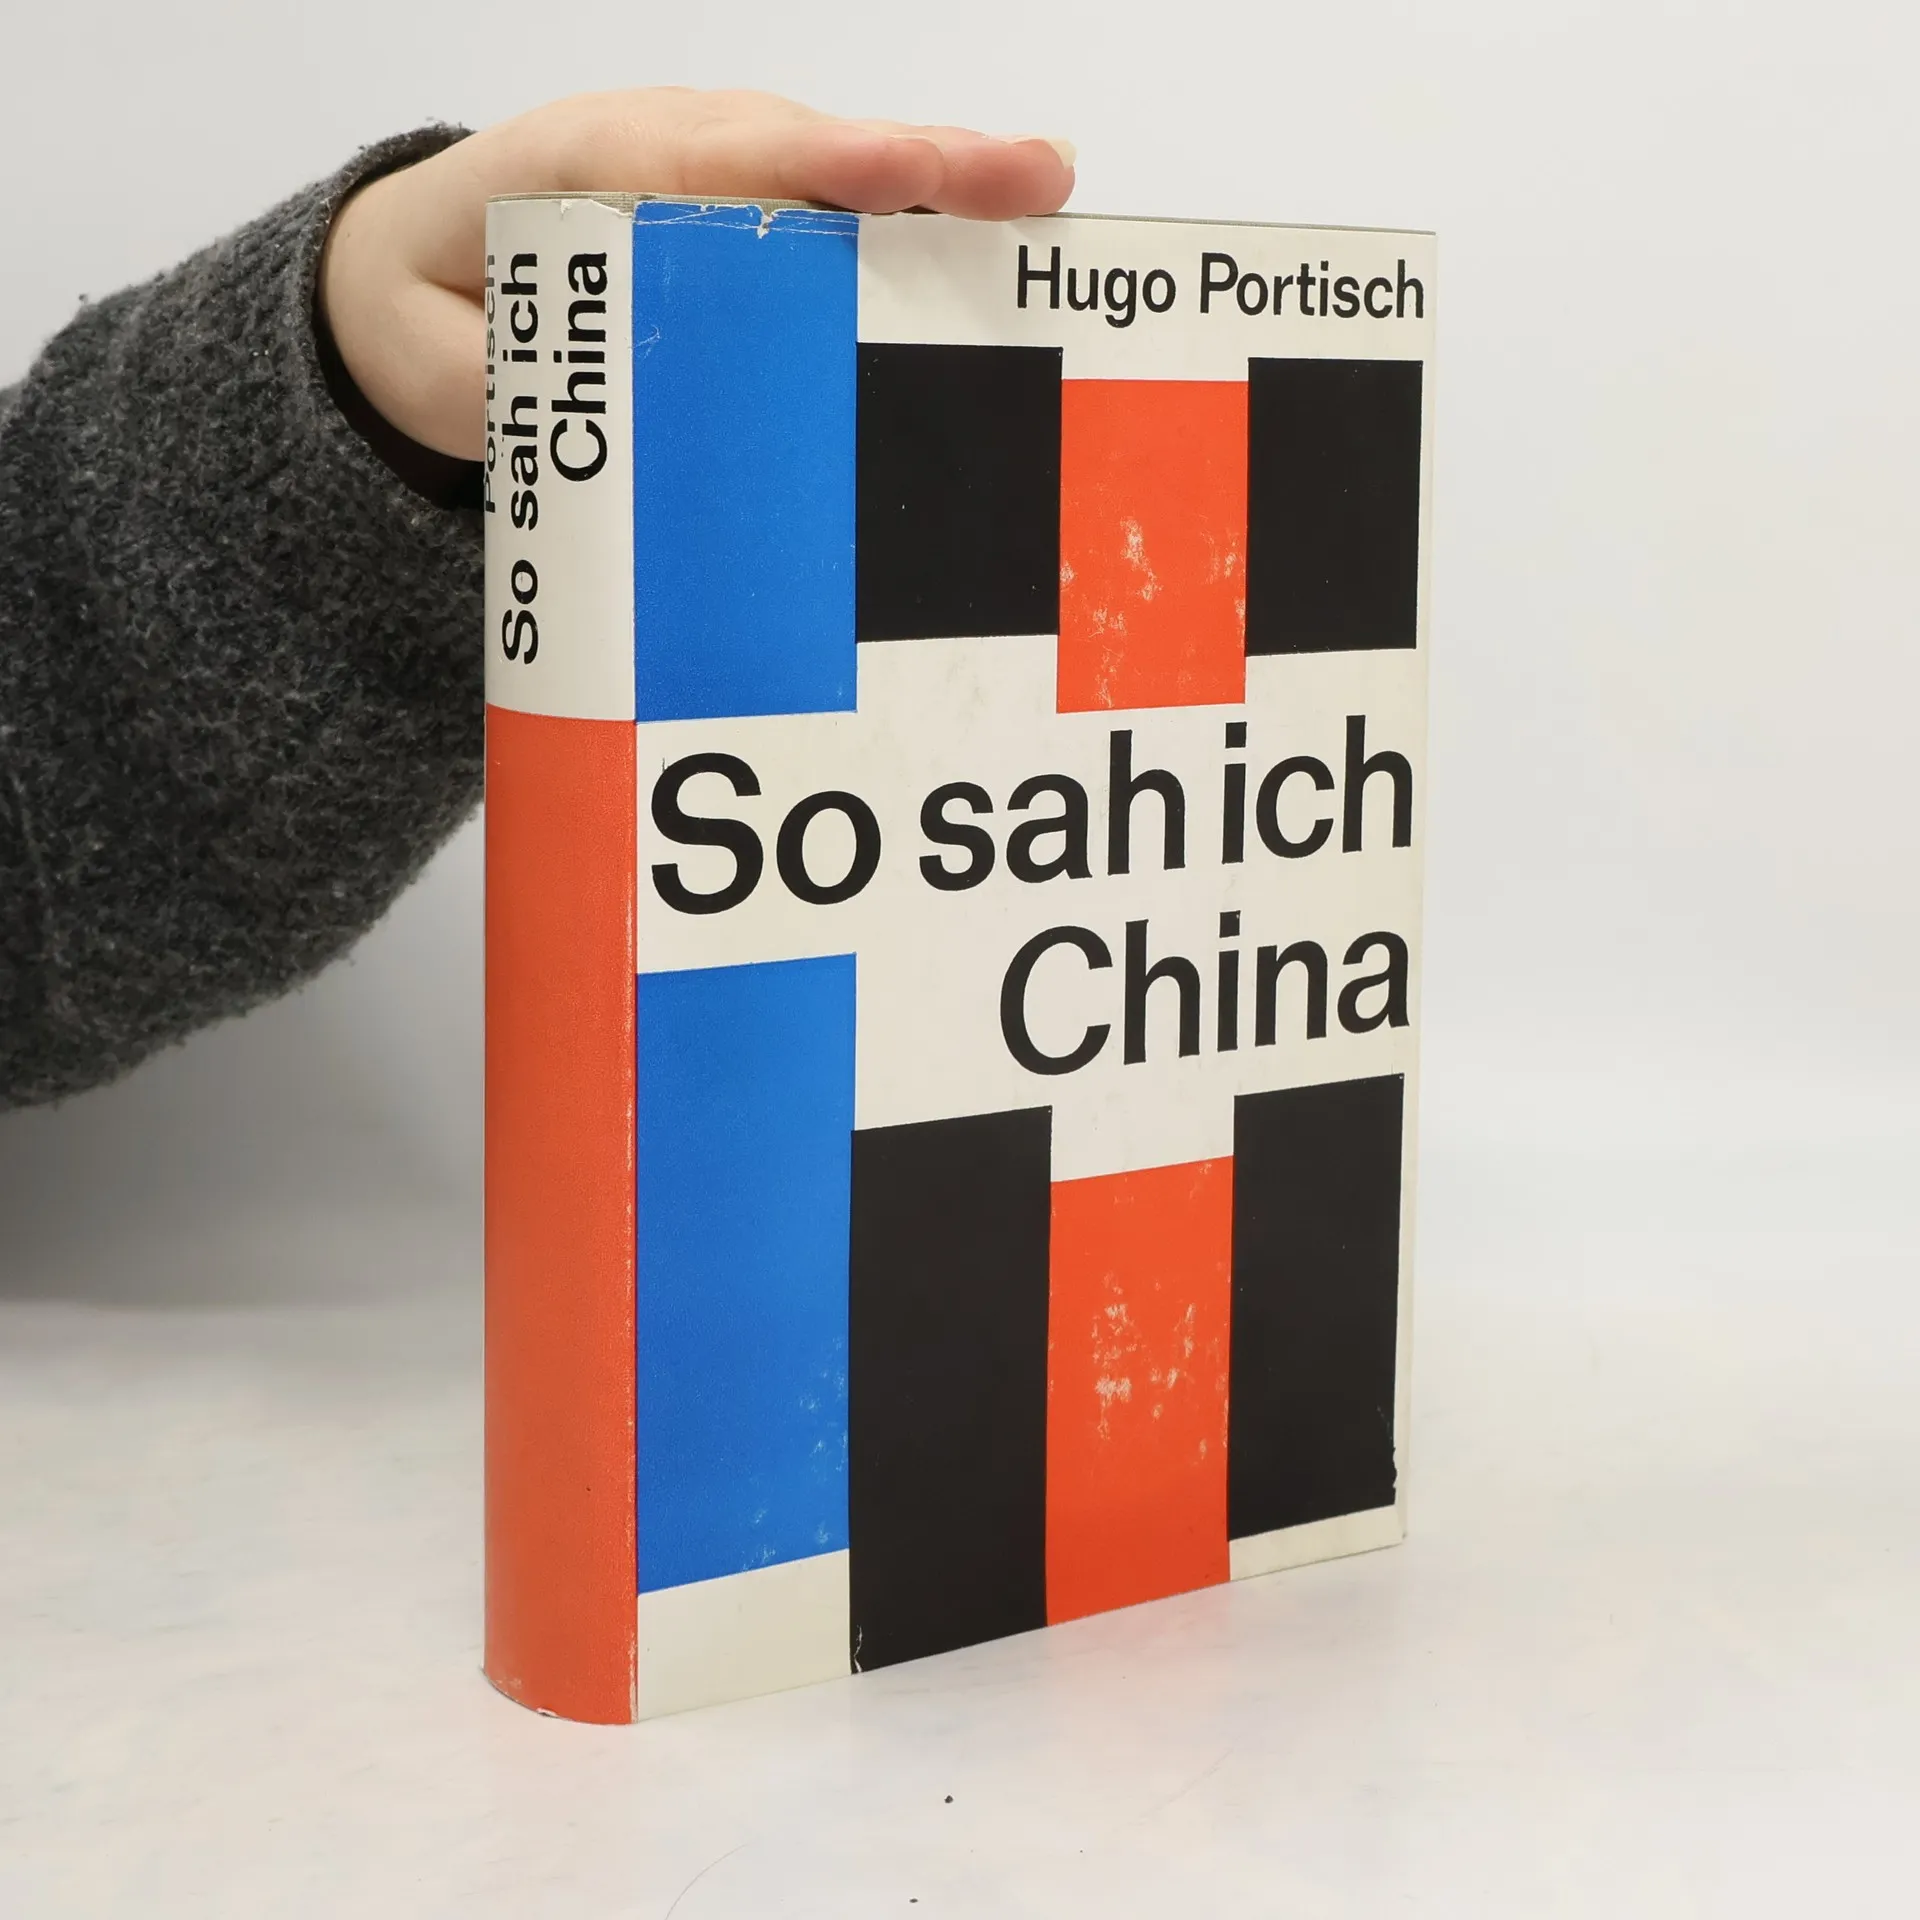 Portisch
So sah ich
China
Hugo Portisch
So sah ich
China